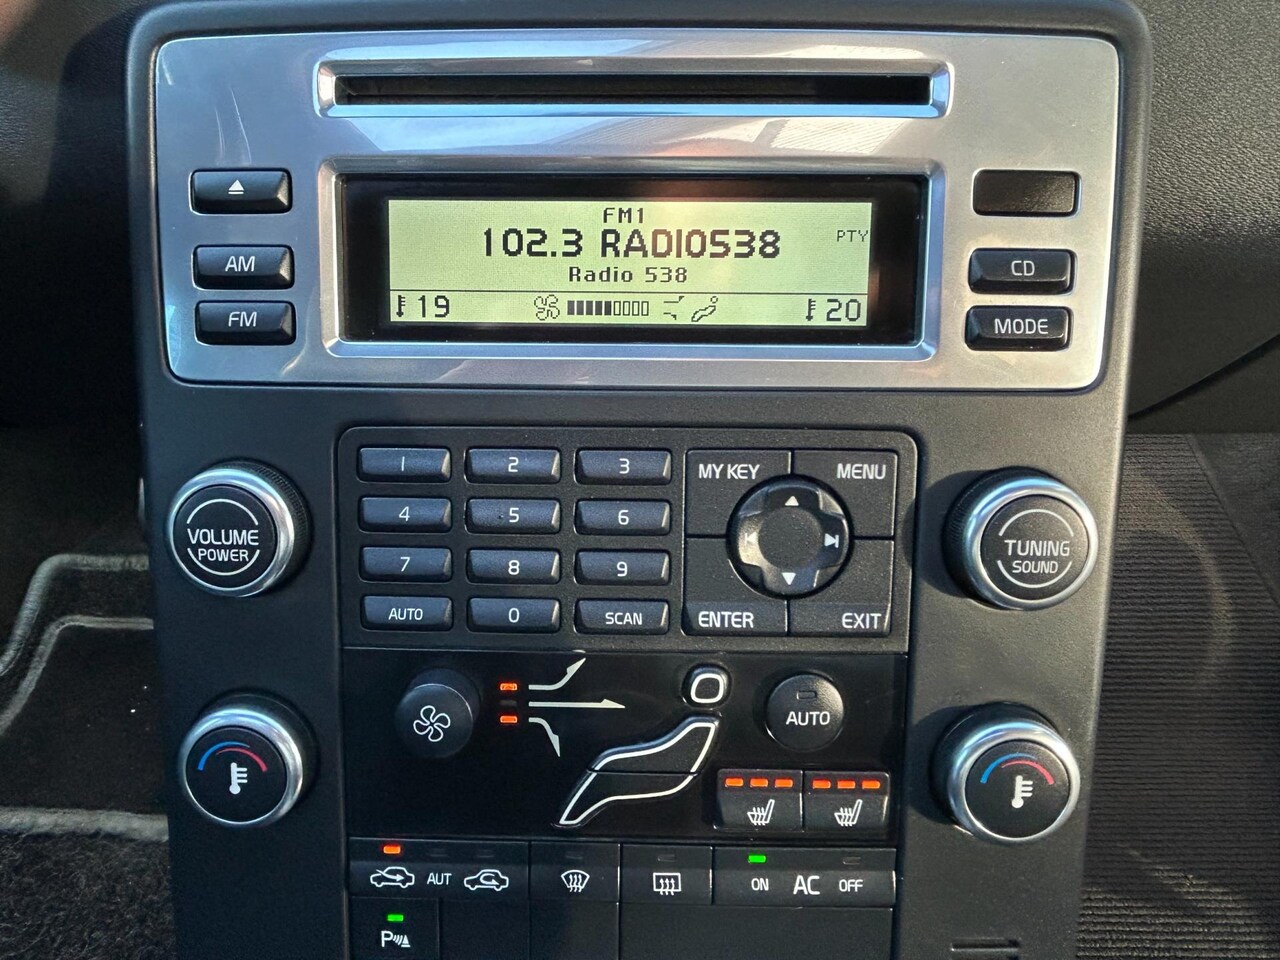 FM1
102.3 RADIO538
PTY
Radio 538
19
20
AM
FM
CD
MODE
VOLUME
POWER
1
2
3
4
5
6
7
8
9
AUTO
0
SCAN
MY KEY
MENU
ENTER
EXIT
TUNING
SOUND
AUTO
AUT
ON
AC
OFF
P